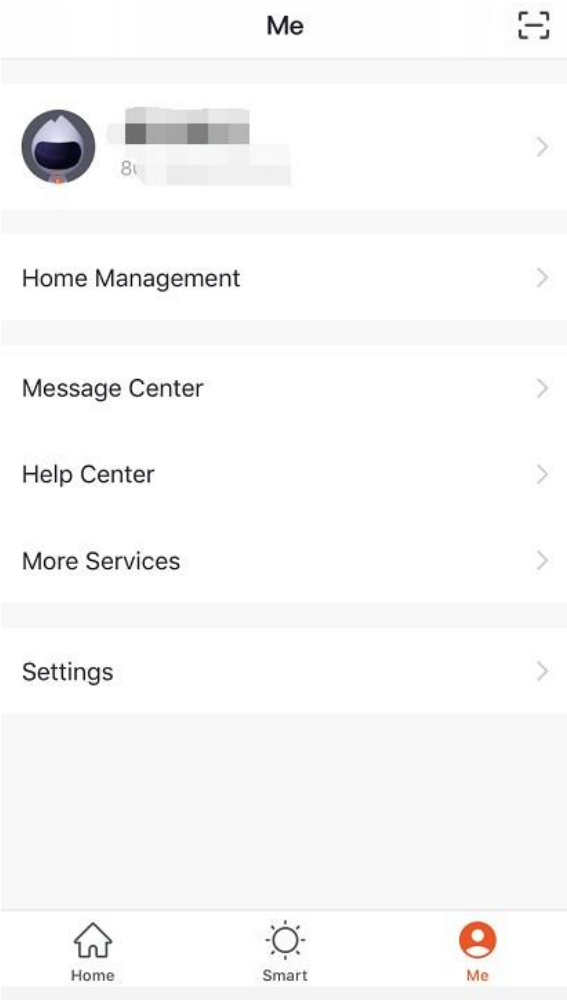 Me
Home Management
Message Center
Help Center
More Services
Settings
Home
Smart
Me